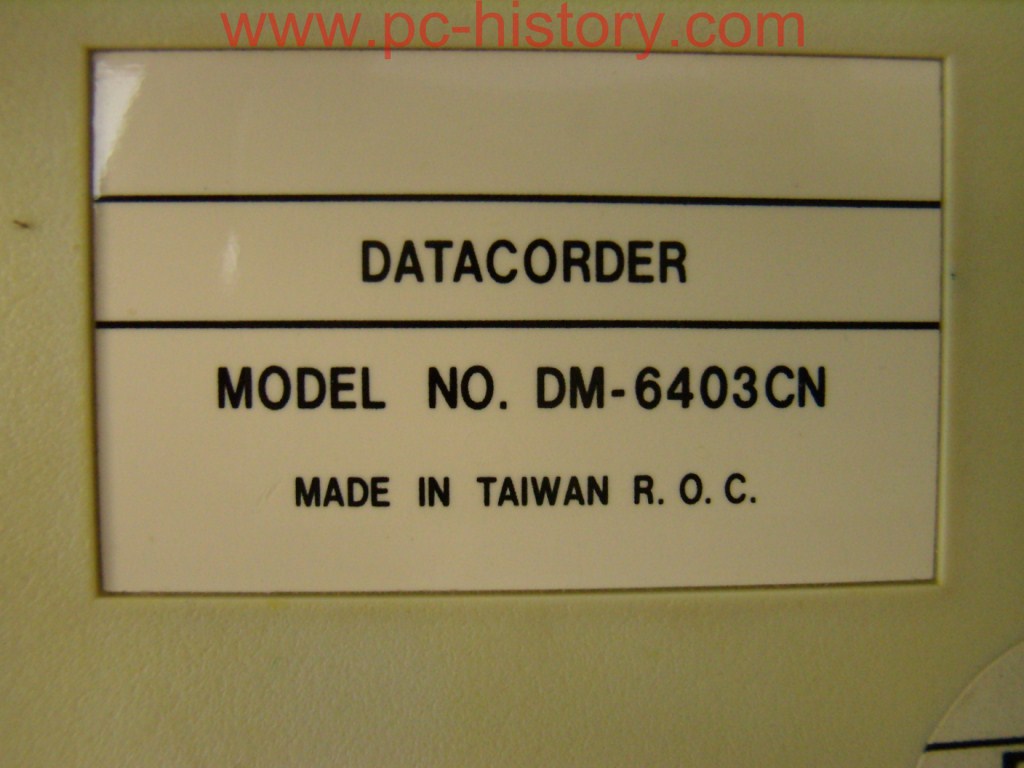 www.pc-history.com
DATACORDER
MODEL NO. DM-6403CN
MADE IN TAIWAN R. O. C.